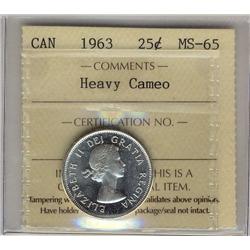 CAN 1963 25¢ MS-65
COMMENTS
Heavy Cameo
CERTIFICATION NO.
THIS IS A
AL ITEM.
Tampering validates above opinion.
Have holder package/seal not intact.
ELIZABETH II DEI GRATIA REGINA